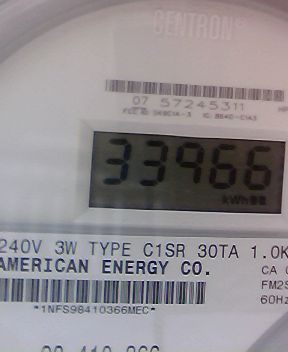 CENTRON®
07 57245311
33966
kWh
240V 3W TYPE C1SR 30TA 1.0K
AMERICAN ENERGY CO.
CA
FM2S
60Hz
*1NFS98410366MEC*